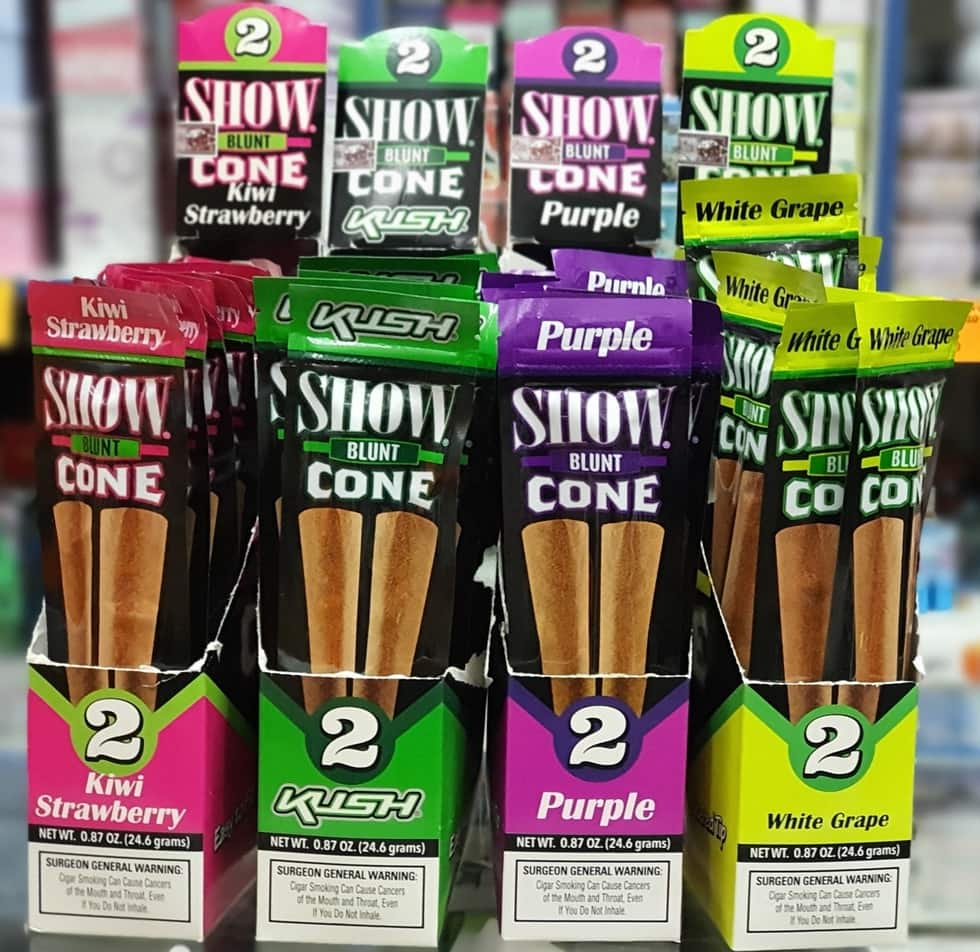 2
SHOW
BLUNT
CONE
Kiwi
Strawberry
2
SHOW
BLUNT
CONE
KUSH
2
SHOW
BLUNT
CONE
Purple
2
SHOW
BLUNT
CONE
White Grape
SHOW
Kiwi
Strawberry
SHOW
BLUNT
CONE
KUSH
SHOW
BLUNT
CONE
Purple
Purple
SHOW
BLUNT
CONE
White Gra
White G
White Grape
SHOW
BLU
CON
2
Kiwi
Strawberry
NET WT. 0.87 OZ. (24.6 grams)
SURGEON GENERAL WARNING:
Cigar Smoking Can Cause Cancers
of the Mouth and Throat, Even
If You Do Not Inhale.
2
KUSH
NET WT. 0.87 OZ. (24.6 grams)
SURGEON GENERAL WARNING:
Cigar Smoking Can Cause Cancers
of the Mouth and Throat, Even
If You Do Not Inhale.
2
Purple
NET WT. 0.87 OZ. (24.6 grams)
SURGEON GENERAL WARNING:
Cigar Smoking Can Cause Cancers
of the Mouth and Throat, Even
If You Do Not Inhale.
2
White Grape
NET WT. 0.87 OZ. (24.6 grams)
SURGEON GENERAL WARNING:
Cigar Smoking Can Cause Cancers
of the Mouth and Throat, Even
If You Do Not Inhale.